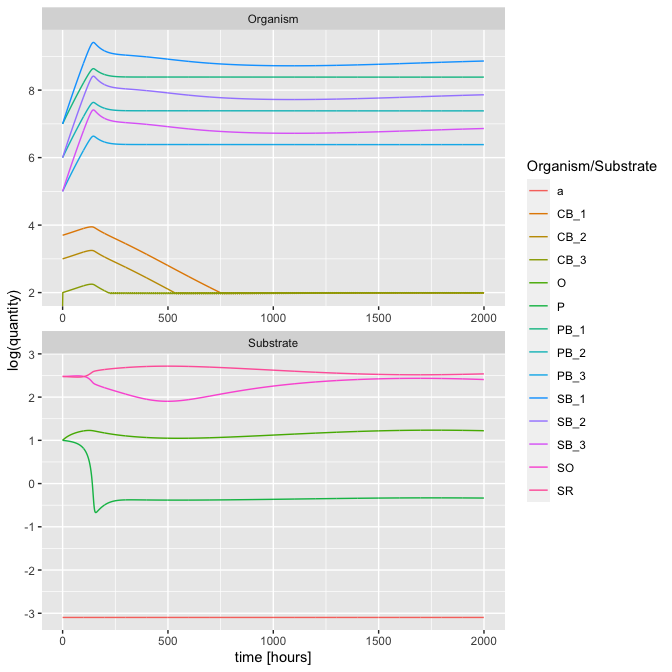 Organism
8
6
4
2
0
500
1000
1500
2000
log(quantity)
Substrate
3
2
1
0
-1
-2
-3
0
500
1000
1500
2000
time [hours]
Organism/Substrate
a
CB_1
CB_2
CB_3
O
P
PB_1
PB_2
PB_3
SB_1
SB_2
SB_3
SO
SR